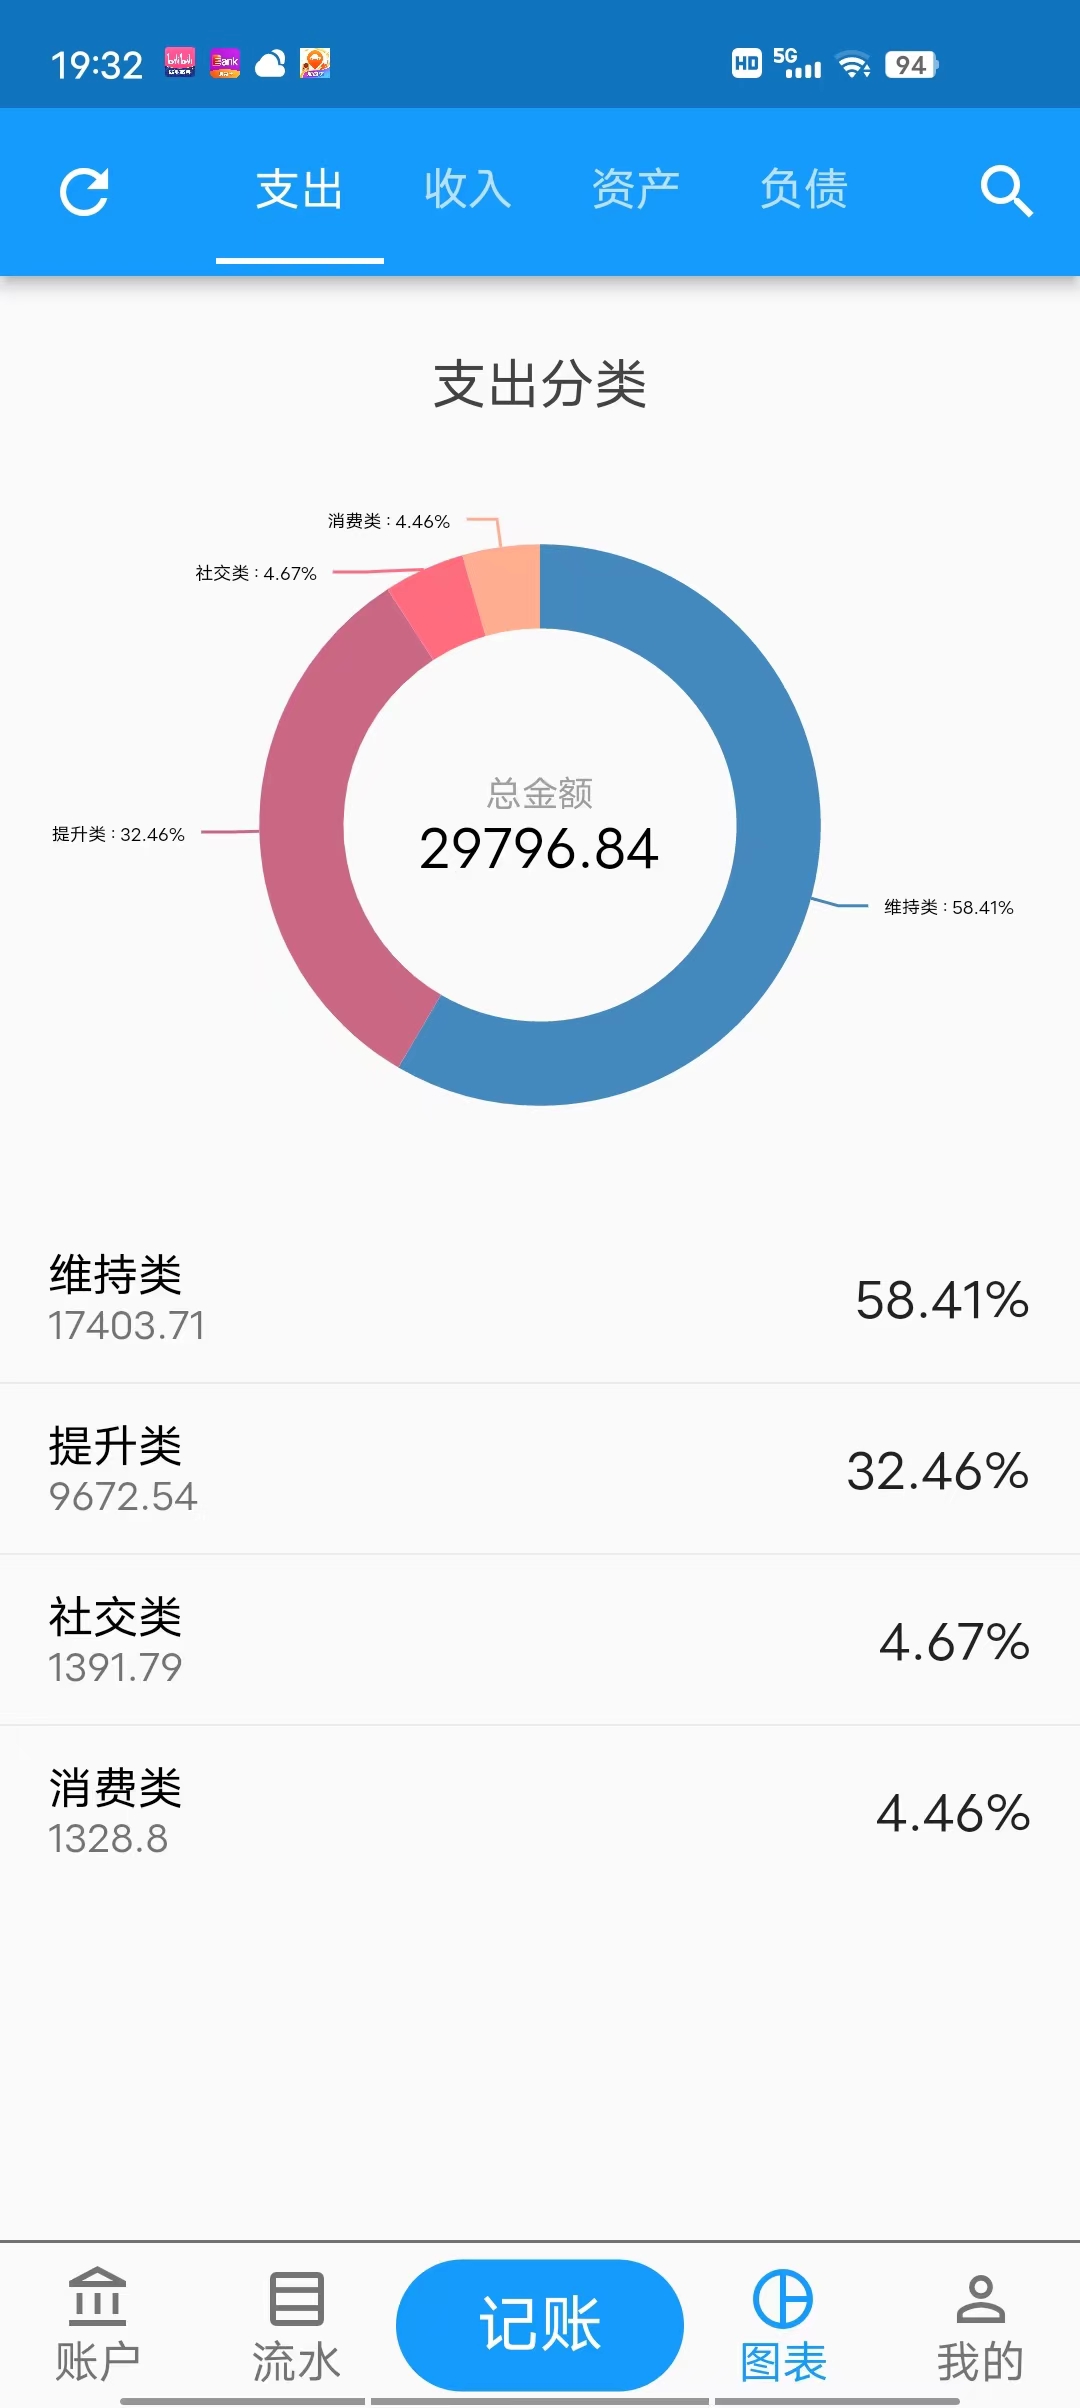 19:32 HD 5G 94
支出 收入 资产 负债
支出分类
消费类 : 4.46%
社交类 : 4.67%
总金额
29796.84
提升类 : 32.46%
维持类 : 58.41%
维持类
17403.71
58.41%
提升类
9672.54
32.46%
社交类
1391.79
4.67%
消费类
1328.8
4.46%
账户 流水 记账 图表 我的